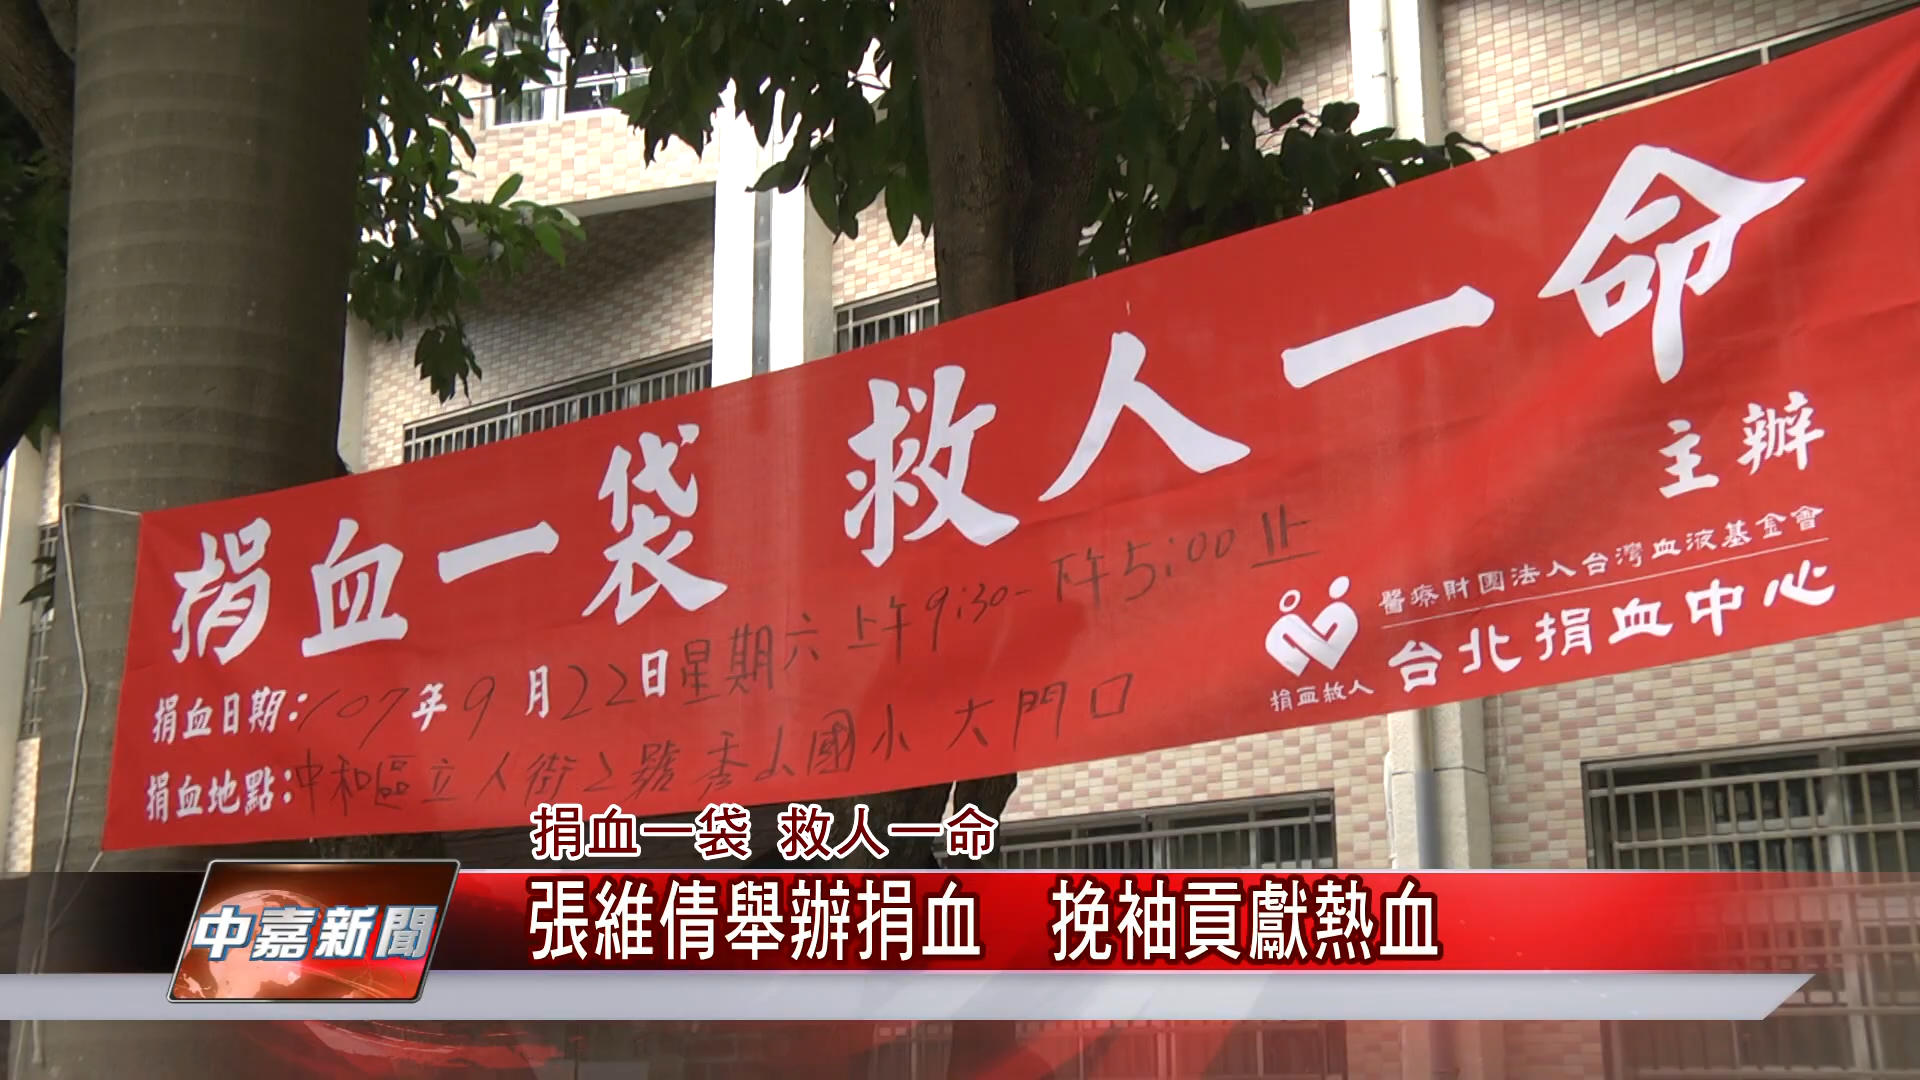 捐血一袋 救人一命
主辦
捐血日期:107年9月22日星期六 上午9:30-下午5:00止
捐血地點:中和區立人街2號秀山國小大門口
醫療財團法人台灣血液基金會
台北捐血中心
捐血救人
捐血一袋 救人一命
中嘉新聞
張維倩舉辦捐血 挽袖貢獻熱血